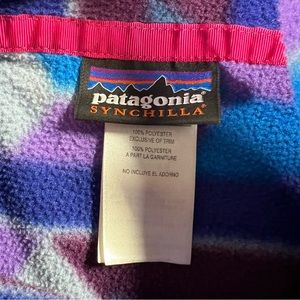 patagonia
SYNCHILLA
100% POLYESTER
EXCLUSIVE OF TRIM
100% POLYESTER
A PART LA GARNITURE
NO INCLUYE EL ADORNO